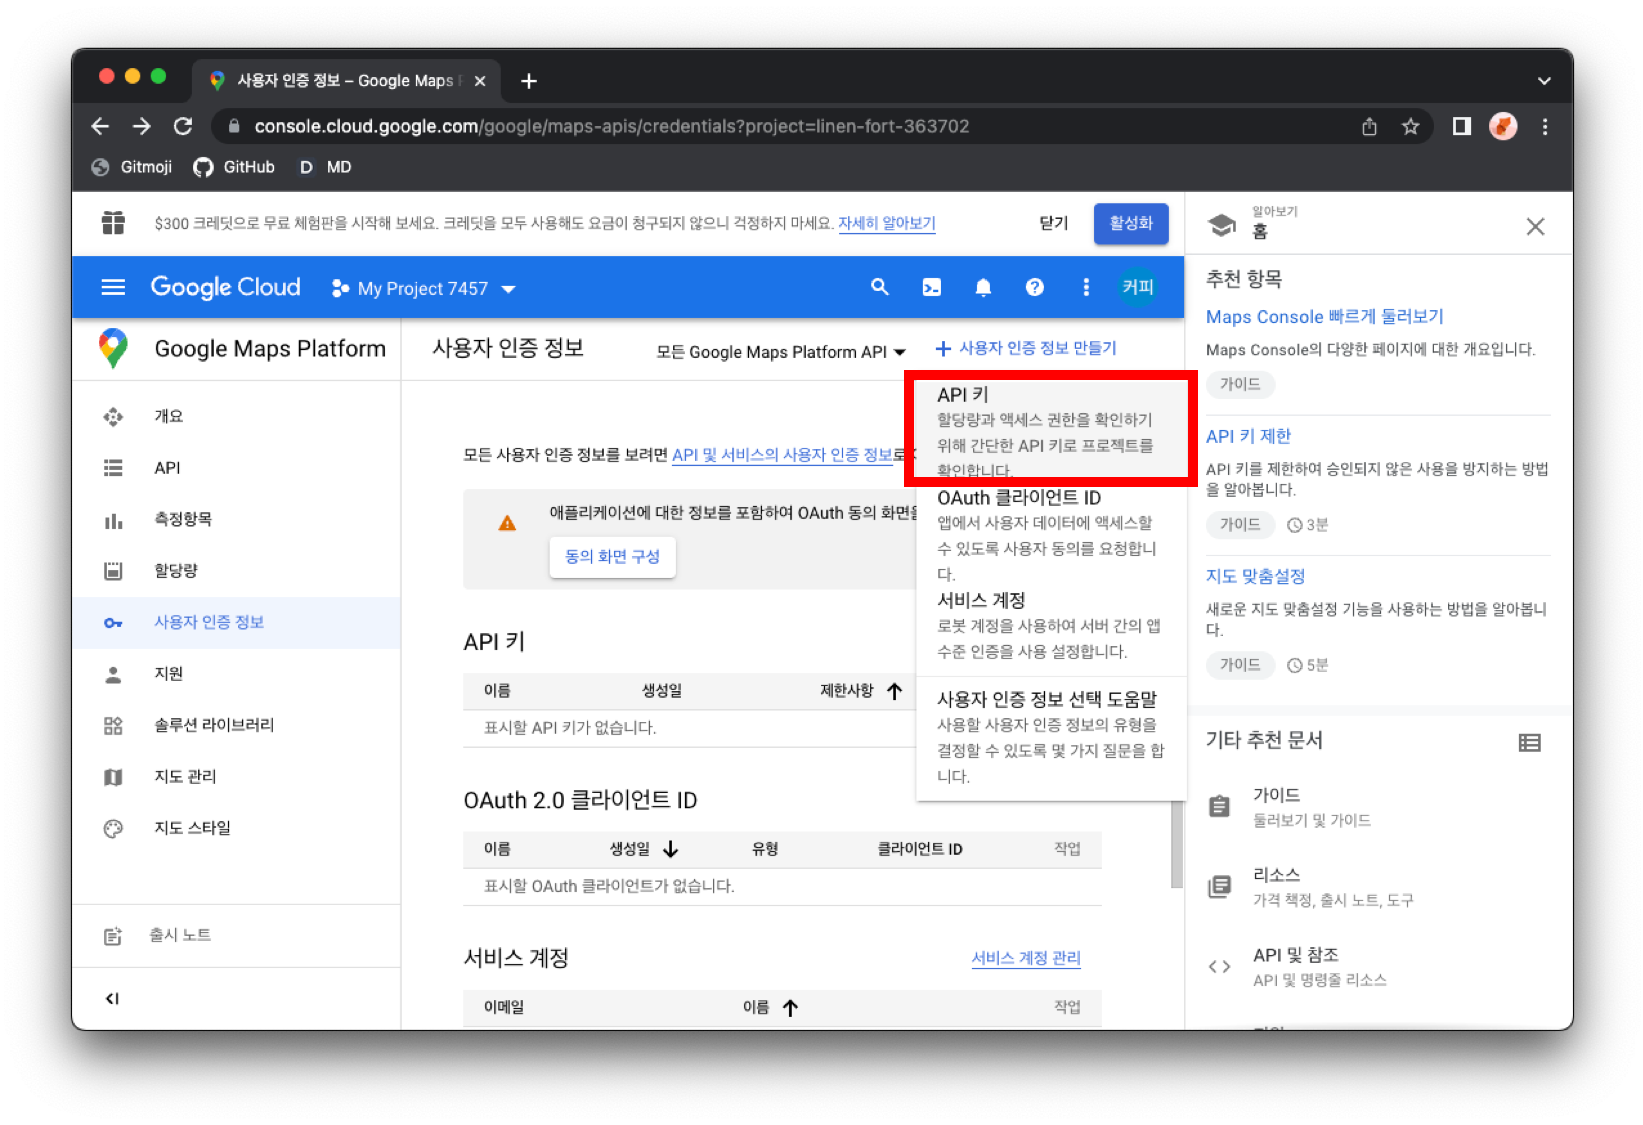 사용자 인증 정보 – Google Maps P
console.cloud.google.com/google/maps-apis/credentials?project=linen-fort-363702
Gitmoji GitHub D MD
$300 크레딧으로 무료 체험판을 시작해 보세요. 크레딧을 모두 사용해도 요금이 청구되지 않으니 걱정하지 마세요. 자세히 알아보기
닫기 활성화
Google Cloud My Project 7457 커피
Google Maps Platform
개요
API
측정항목
할당량
사용자 인증 정보
지원
솔루션 라이브러리
지도 관리
지도 스타일
출시 노트
사용자 인증 정보
모든 Google Maps Platform API
사용자 인증 정보 만들기
모든 사용자 인증 정보를 보려면 API 및 서비스의 사용자 인증 정보로
애플리케이션에 대한 정보를 포함하여 OAuth 동의 화면을
동의 화면 구성
API 키
이름 생성일 제한사항
표시할 API 키가 없습니다.
OAuth 2.0 클라이언트 ID
이름 생성일 유형 클라이언트 ID 작업
표시할 OAuth 클라이언트가 없습니다.
서비스 계정 서비스 계정 관리
이메일 이름 작업
API 키
할당량과 액세스 권한을 확인하기
위해 간단한 API 키로 프로젝트를
확인합니다.
OAuth 클라이언트 ID
앱에서 사용자 데이터에 액세스할
수 있도록 사용자 동의를 요청합니
다.
서비스 계정
로봇 계정을 사용하여 서버 간의 앱
수준 인증을 사용 설정합니다.
사용자 인증 정보 선택 도움말
사용할 사용자 인증 정보의 유형을
결정할 수 있도록 몇 가지 질문을 합
니다.
알아보기
홈
추천 항목
Maps Console 빠르게 둘러보기
Maps Console의 다양한 페이지에 대한 개요입니다.
가이드
API 키 제한
API 키를 제한하여 승인되지 않은 사용을 방지하는 방법
을 알아봅니다.
가이드 3분
지도 맞춤설정
새로운 지도 맞춤설정 기능을 사용하는 방법을 알아봅니
다.
가이드 5분
기타 추천 문서
가이드
둘러보기 및 가이드
리소스
가격 책정, 출시 노트, 도구
API 및 참조
API 및 명령줄 리소스